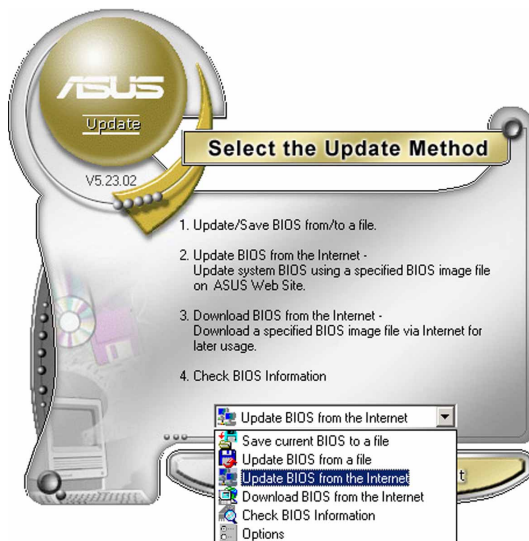 ASUS
Update
V5.23.02
Select the Update Method
1. Update/Save BIOS from/to a file.
2. Update BIOS from the Internet -
Update system BIOS using a specified BIOS image file
on ASUS Web Site.
3. Download BIOS from the Internet -
Download a specified BIOS image file via Internet for
later usage.
4. Check BIOS Information
Update BIOS from the Internet
Save current BIOS to a file
Update BIOS from a file
Update BIOS from the Internet
Download BIOS from the Internet
Check BIOS Information
Options